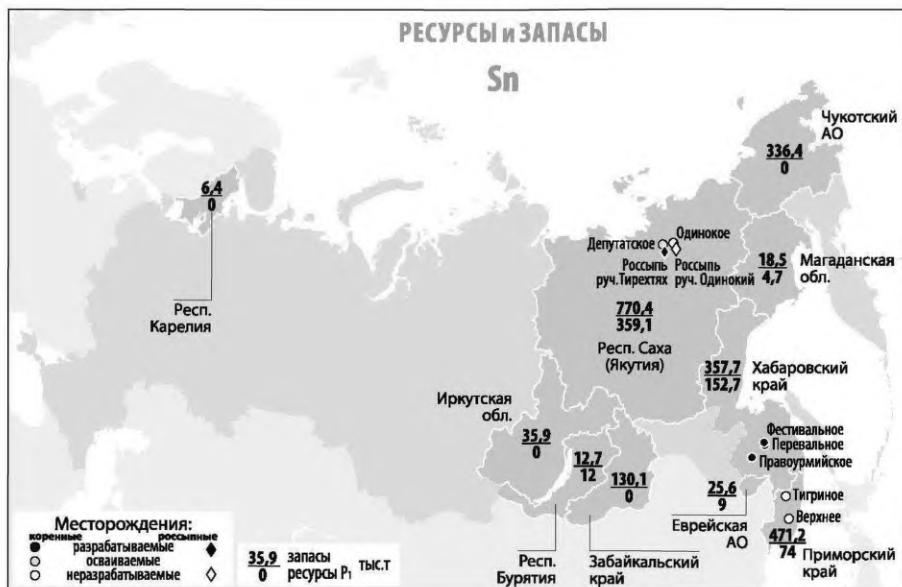 РЕСУРСЫ и ЗАПАСЫ
Sn
Чукотский
АО
336,4
0
6,4
0
Респ.
Карелия
Депутатское
Одинокое
Россыпь
руч.Тирехтях
Россыпь
руч. Одинокий
18,5
4,7
Магаданская
обл.
770,4
359,1
Респ. Саха
(Якутия)
357,7
152,7
Хабаровский
край
Иркутская
обл.
35,9
0
12,7
12
130,1
0
Фестивальное
Перевальное
Правоурмийское
25,6
9
Еврейская
АО
Тигриное
Верхнее
471,2
74
Приморский
край
Респ.
Бурятия
Забайкальский
край
Месторождения:
коренные россыпные
разрабатываемые
осваиваемые
неразрабатываемые
35,9 запасы
0 ресурсы P₁
тыс.т